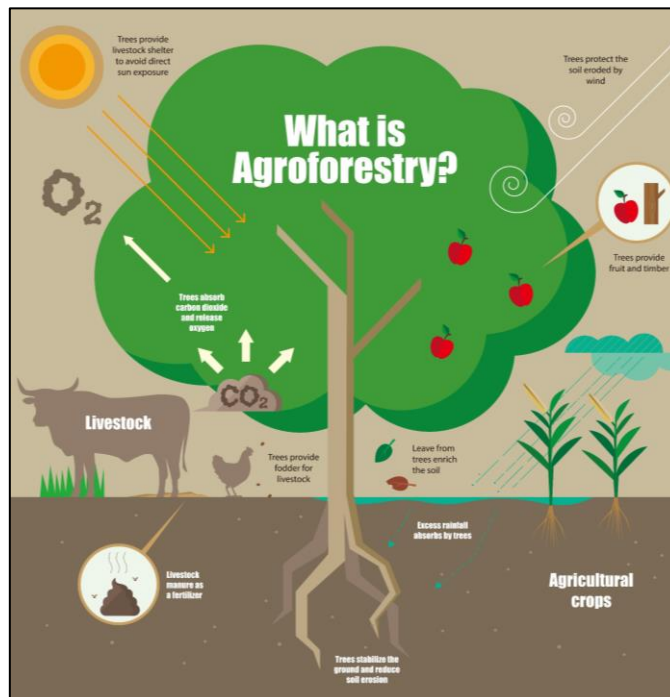 Trees provide
livestock shelter
to avoid direct
sun exposure
Trees protect the
soil eroded by
wind
What is
Agroforestry?
O2
Trees provide
fruit and timber
Trees absorb
carbon dioxide
and release
oxygen
CO2
Livestock
Trees provide
fodder for
livestock
Leave from
trees enrich
the soil
Excess rainfall
absorbs by trees
Livestock
manure as
a fertilizer
Agricultural
crops
Trees stabilize the
ground and reduce
soil erosion